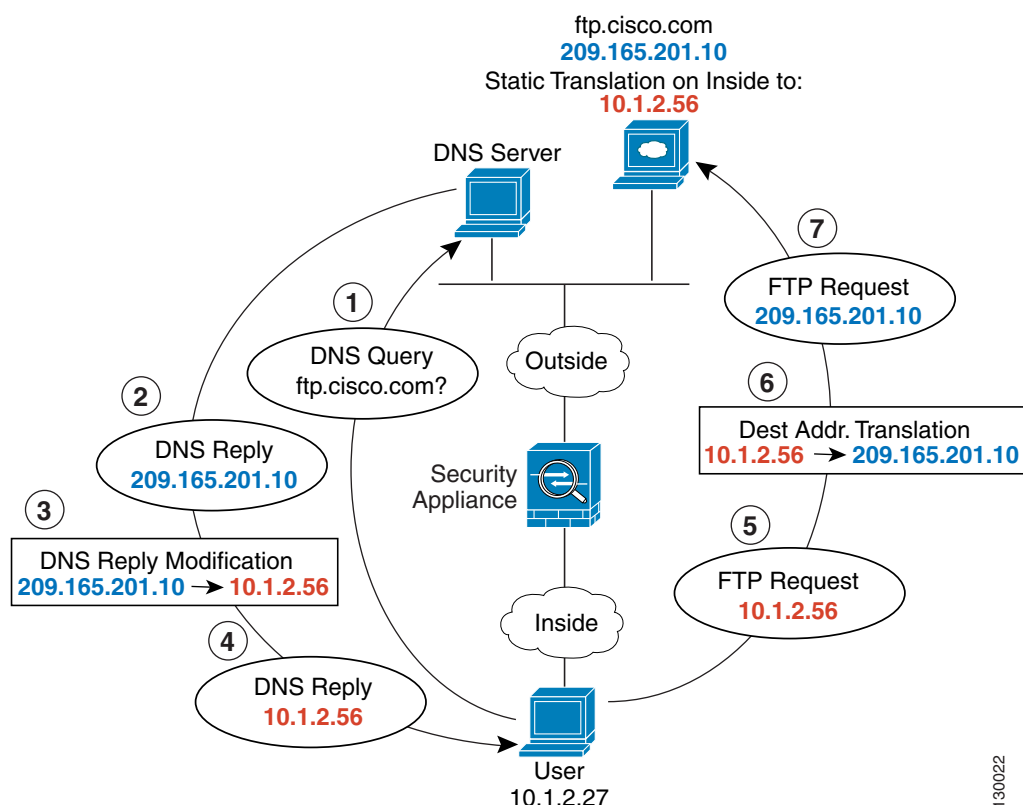 ftp.cisco.com
209.165.201.10
Static Translation on Inside to:
10.1.2.56
DNS Server
7
FTP Request
209.165.201.10
1
DNS Query
ftp.cisco.com?
Outside
2
DNS Reply
209.165.201.10
6
Dest Addr. Translation
10.1.2.56 → 209.165.201.10
Security
Appliance
3
DNS Reply Modification
209.165.201.10 → 10.1.2.56
5
FTP Request
10.1.2.56
Inside
4
DNS Reply
10.1.2.56
User
10.1.2.27
130022